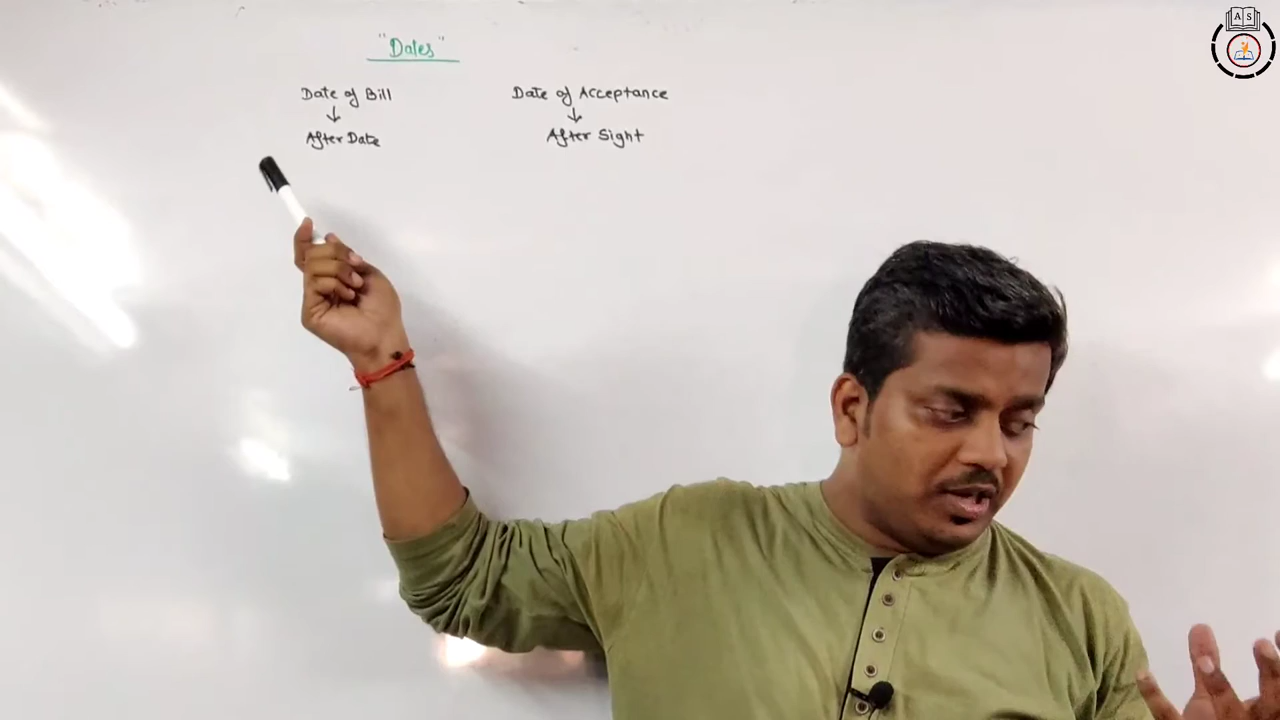 "Dates"
Date of Bill
↓
After Date
Date of Acceptance
↓
After Sight
A S